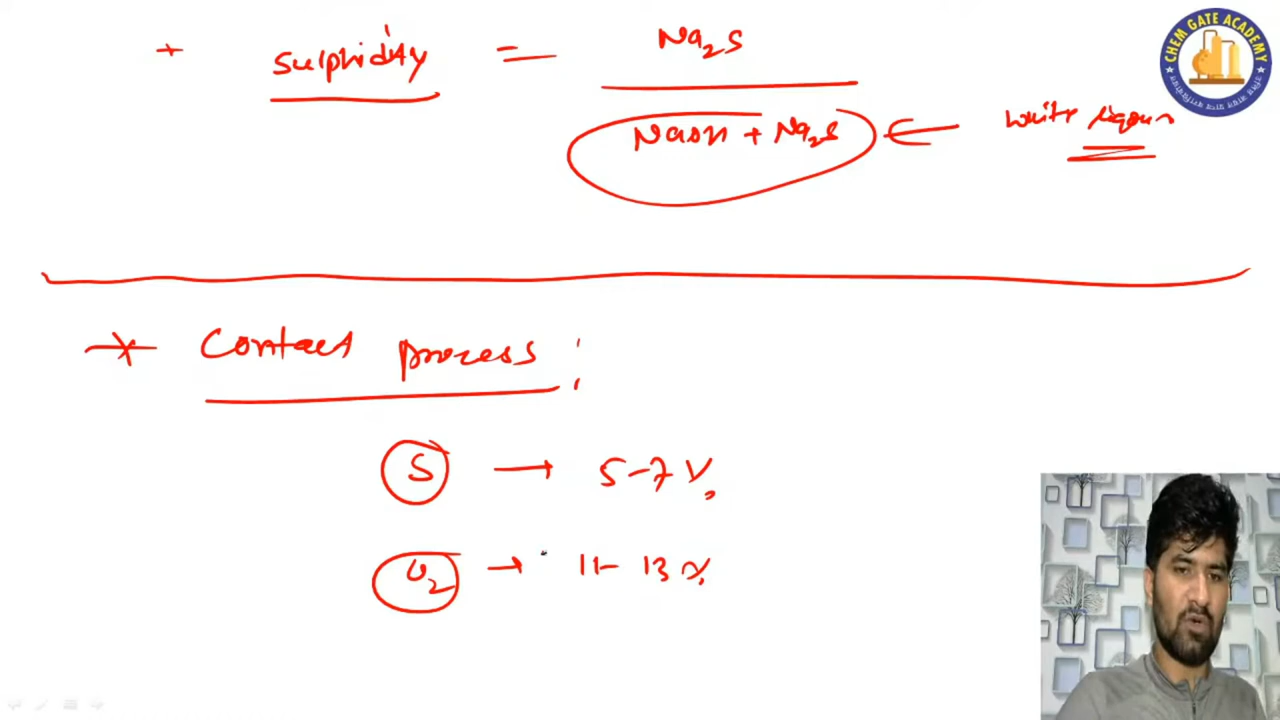 CHEM GATE ACADEMY
+ Sulphidity = Na2S
NaOH + Na2S ⇐ white liquor
* Contact process :
S → 5-7 %
O2 → 11-13 %